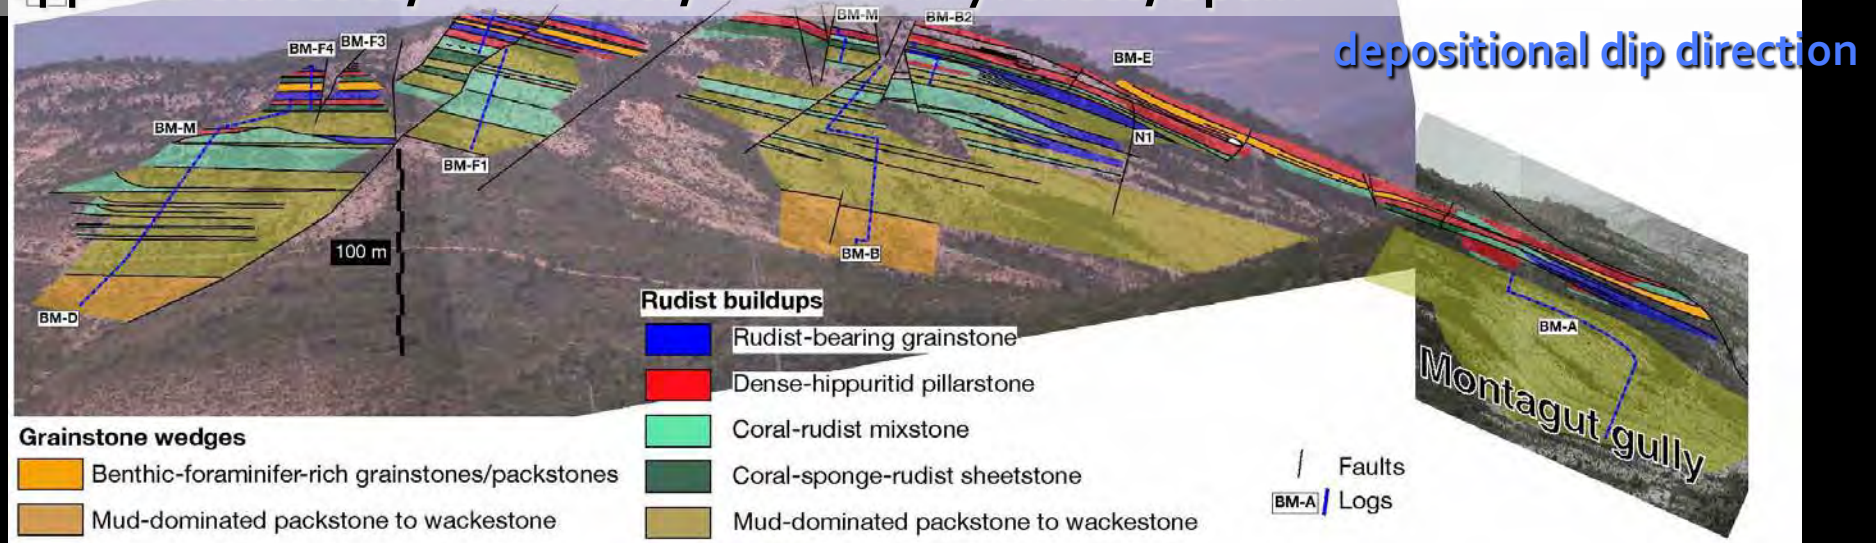 depositional dip direction
BM-M
BM-B2
BM-F4
BM-F3
BM-E
BM-M
N1
BM-F1
100 m
BM-B
BM-D
BM-A
Montagut gully
Rudist buildups
Rudist-bearing grainstone
Dense-hippuritid pillarstone
Coral-rudist mixstone
Coral-sponge-rudist sheetstone
Mud-dominated packstone to wackestone
Grainstone wedges
Benthic-foraminifer-rich grainstones/packstones
Mud-dominated packstone to wackestone
Faults
BM-A Logs